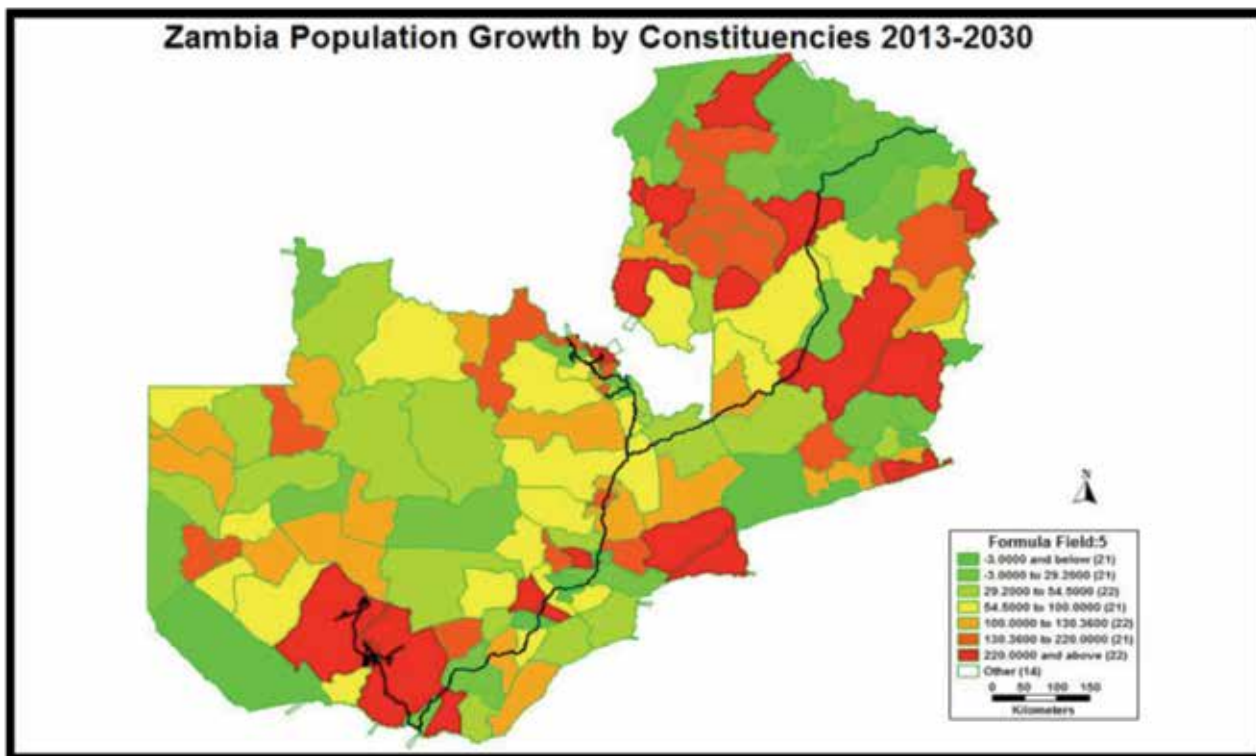 Zambia Population Growth by Constituencies 2013-2030
N
Formula Field:5
-3.0000 and below (21)
-3.0000 to 29.2000 (21)
29.2000 to 54.5000 (22)
54.5000 to 100.0000 (21)
100.0000 to 130.3600 (22)
130.3600 to 220.0000 (21)
220.0000 and above (22)
Other (14)
0 50 100 150
Kilometers